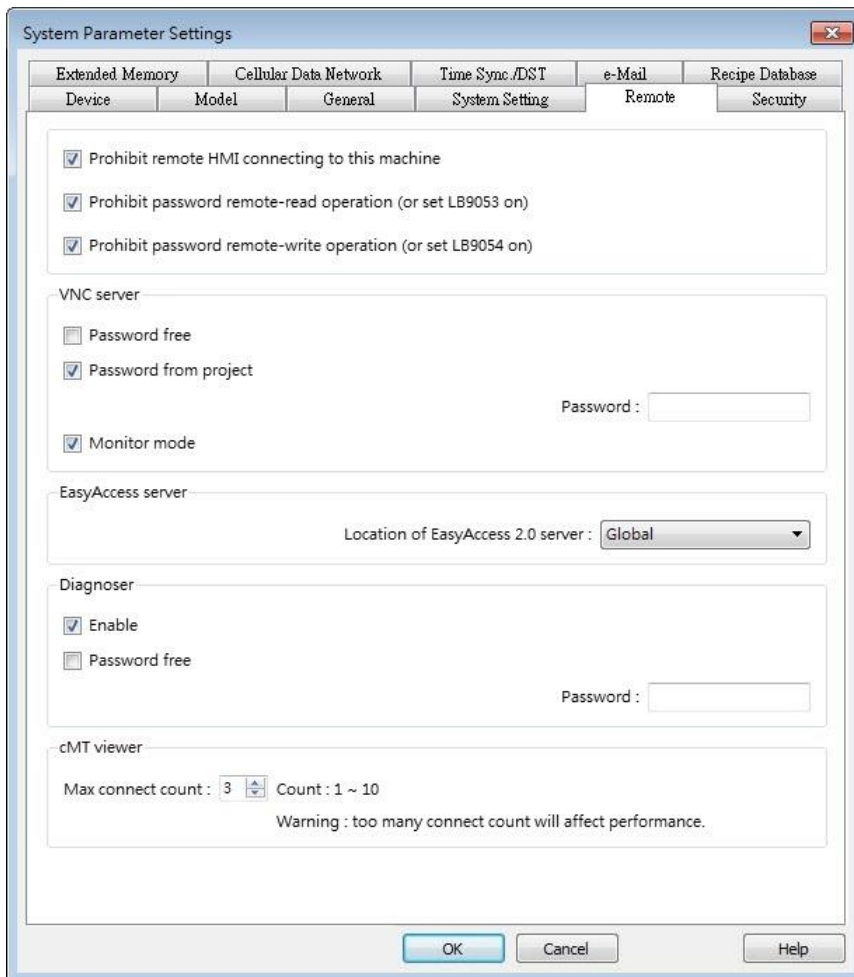 System Parameter Settings
Extended Memory Cellular Data Network Time Sync./DST e-Mail Recipe Database
Device Model General System Setting Remote Security
Prohibit remote HMI connecting to this machine
Prohibit password remote-read operation (or set LB9053 on)
Prohibit password remote-write operation (or set LB9054 on)
VNC server
Password free
Password from project
Password :
Monitor mode
EasyAccess server
Location of EasyAccess 2.0 server : Global
Diagnoser
Enable
Password free
Password :
cMT viewer
Max connect count : 3 Count : 1 ~ 10
Warning : too many connect count will affect performance.
OK Cancel Help